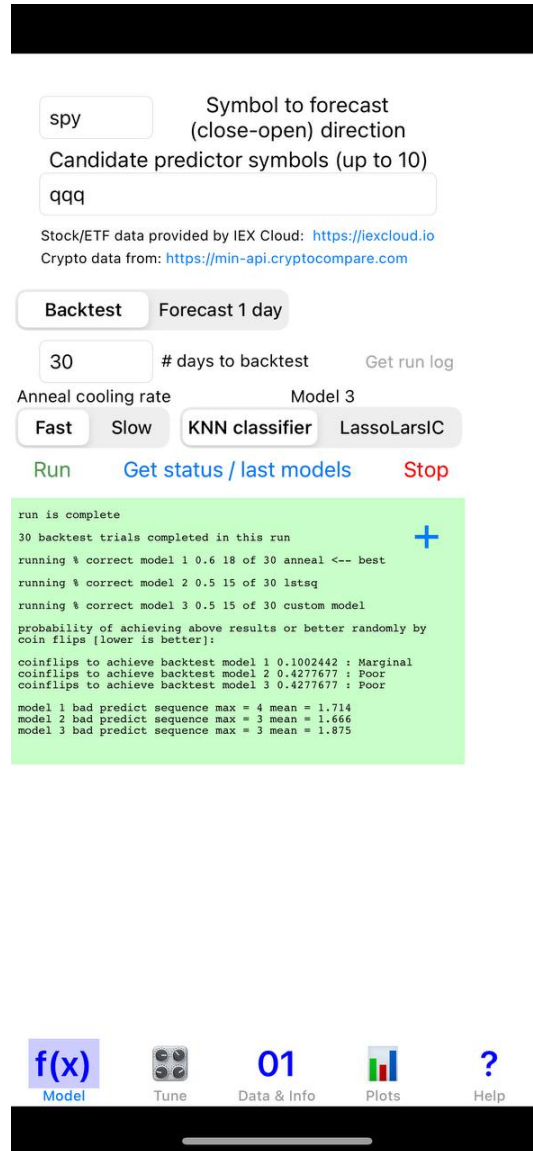 spy
Symbol to forecast
(close-open) direction
Candidate predictor symbols (up to 10)
qqq
Stock/ETF data provided by IEX Cloud: https://iexcloud.io
Crypto data from: https://min-api.cryptocompare.com
Backtest Forecast 1 day
30 # days to backtest Get run log
Anneal cooling rate Model 3
Fast Slow KNN classifier LassoLarsIC
Run Get status / last models Stop
run is complete
30 backtest trials completed in this run
running % correct model 1 0.6 18 of 30 anneal <-- best
running % correct model 2 0.5 15 of 30 lstsq
running % correct model 3 0.5 15 of 30 custom model
probability of achieving above results or better randomly by
coin flips [lower is better]:
coinflips to achieve backtest model 1 0.1002442 : Marginal
coinflips to achieve backtest model 2 0.4277677 : Poor
coinflips to achieve backtest model 3 0.4277677 : Poor
model 1 bad predict sequence max = 4 mean = 1.714
model 2 bad predict sequence max = 3 mean = 1.666
model 3 bad predict sequence max = 3 mean = 1.875
f(x) 01 ?
Model Tune Data & Info Plots Help